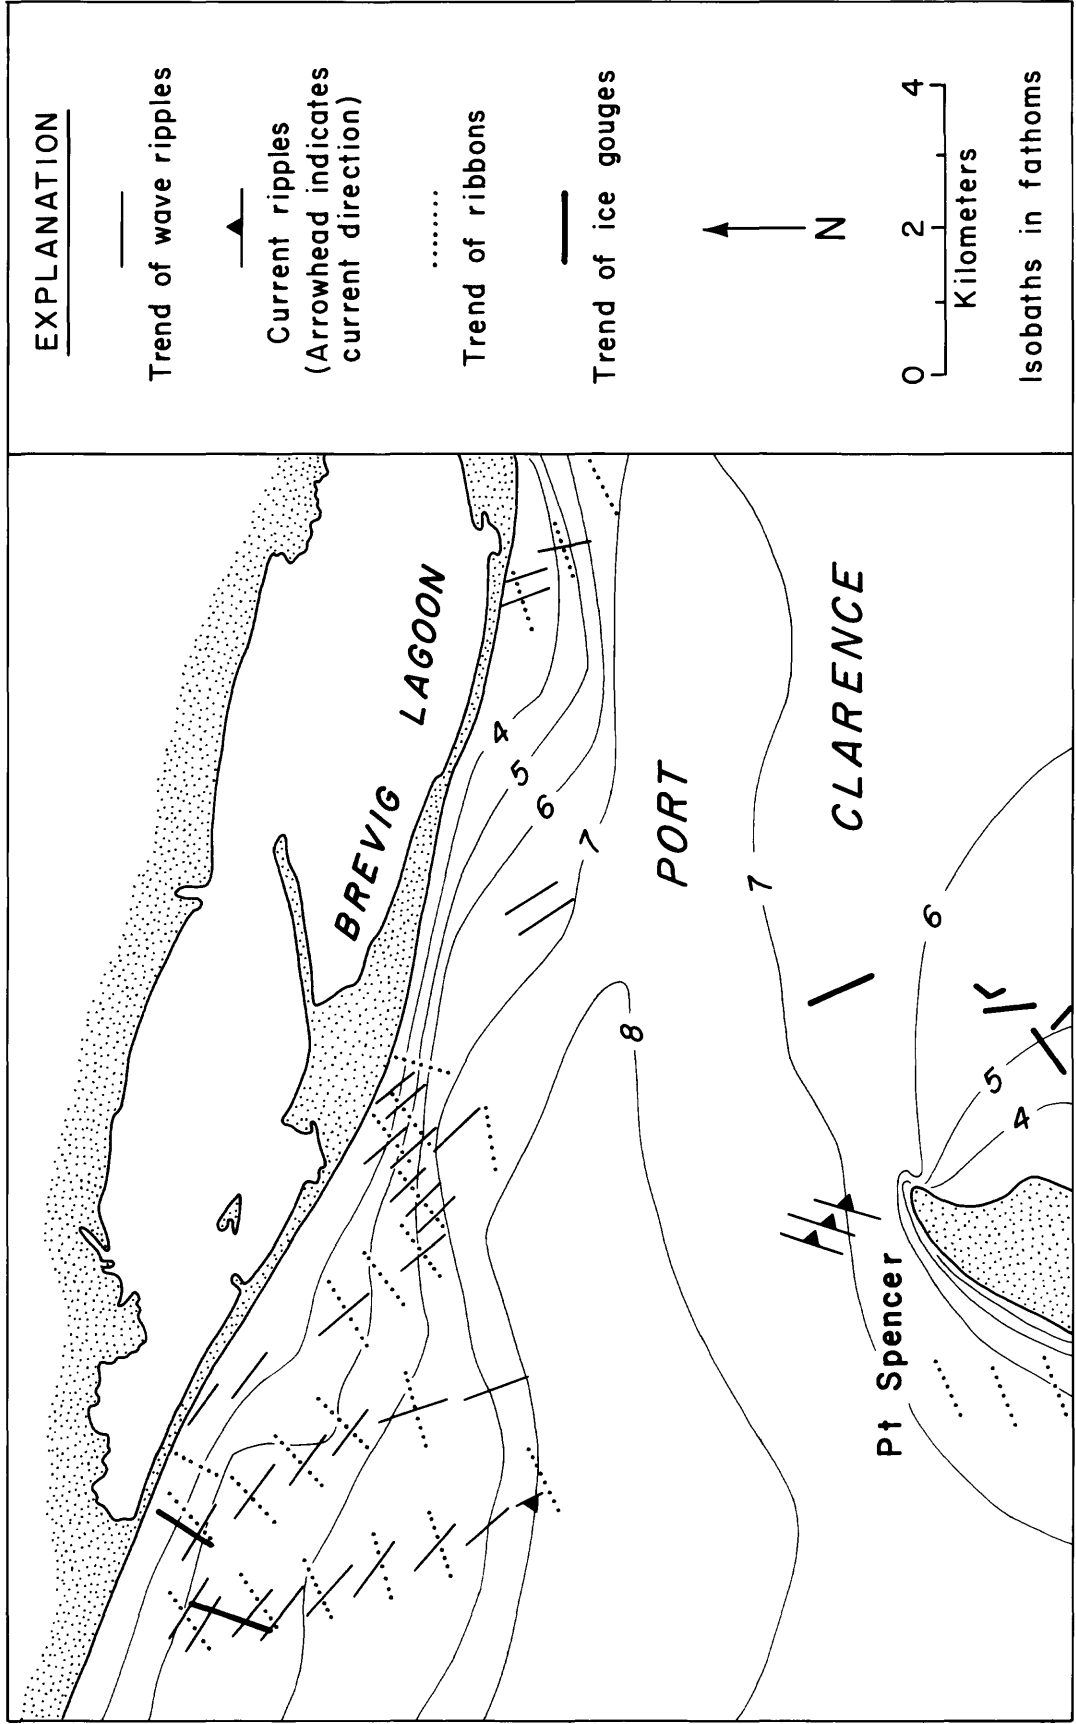 EXPLANATION
Trend of wave ripples
Current ripples
(Arrowhead indicates
current direction)
Trend of ribbons
Trend of ice gouges
N
0 2 4
Kilometers
Isobaths in fathoms
BREVIG LAGOON
PORT CLARENCE
Pt Spencer
4
5
6
7
8
7
6
5
4